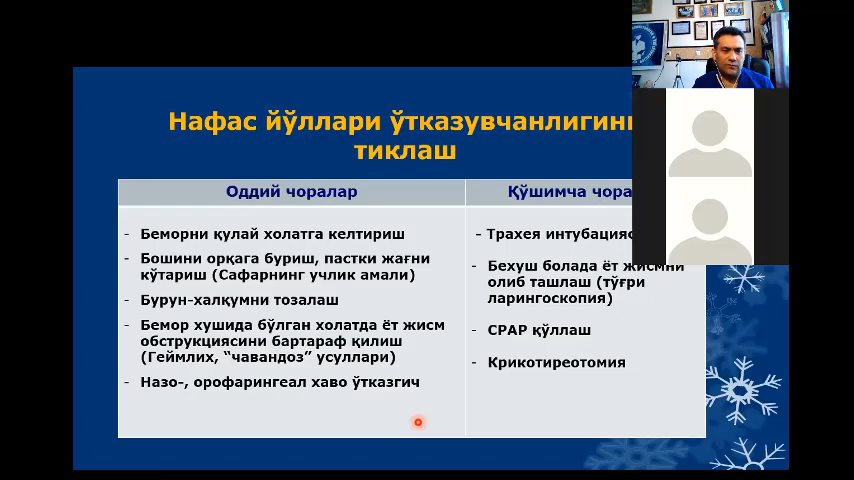 Нафас йўллари ўтказувчанлигини
тиклаш
Оддий чоралар
- Беморни қулай холатга келтириш
- Бошини орқага буриш, пастки жағни
кўтариш (Сафарнинг учлик амали)
- Бурун-халқумни тозалаш
- Бемор хушида бўлган холатда ёт жисм
обструкциясини бартараф қилиш
(Геймлих, “чавандоз” усуллари)
- Назо-, орофарингеал хаво ўтказгич
Қўшимча чора
- Трахея интубацияс
- Бехуш болада ёт жисмни
олиб ташлаш (тўғри
ларингоскопия)
- СРАР қўллаш
- Крикотиреотомия